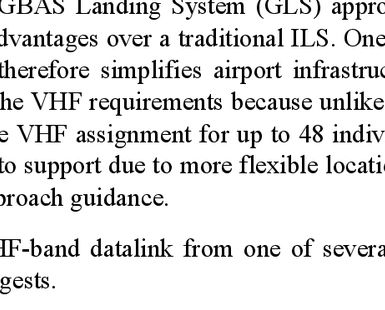 GBAS Landing System (GLS) appro
dvantages over a traditional ILS. One
therefore simplifies airport infrastruc
he VHF requirements because unlike
e VHF assignment for up to 48 indiv
to support due to more flexible locati
proach guidance.
HF-band datalink from one of severa
gests.